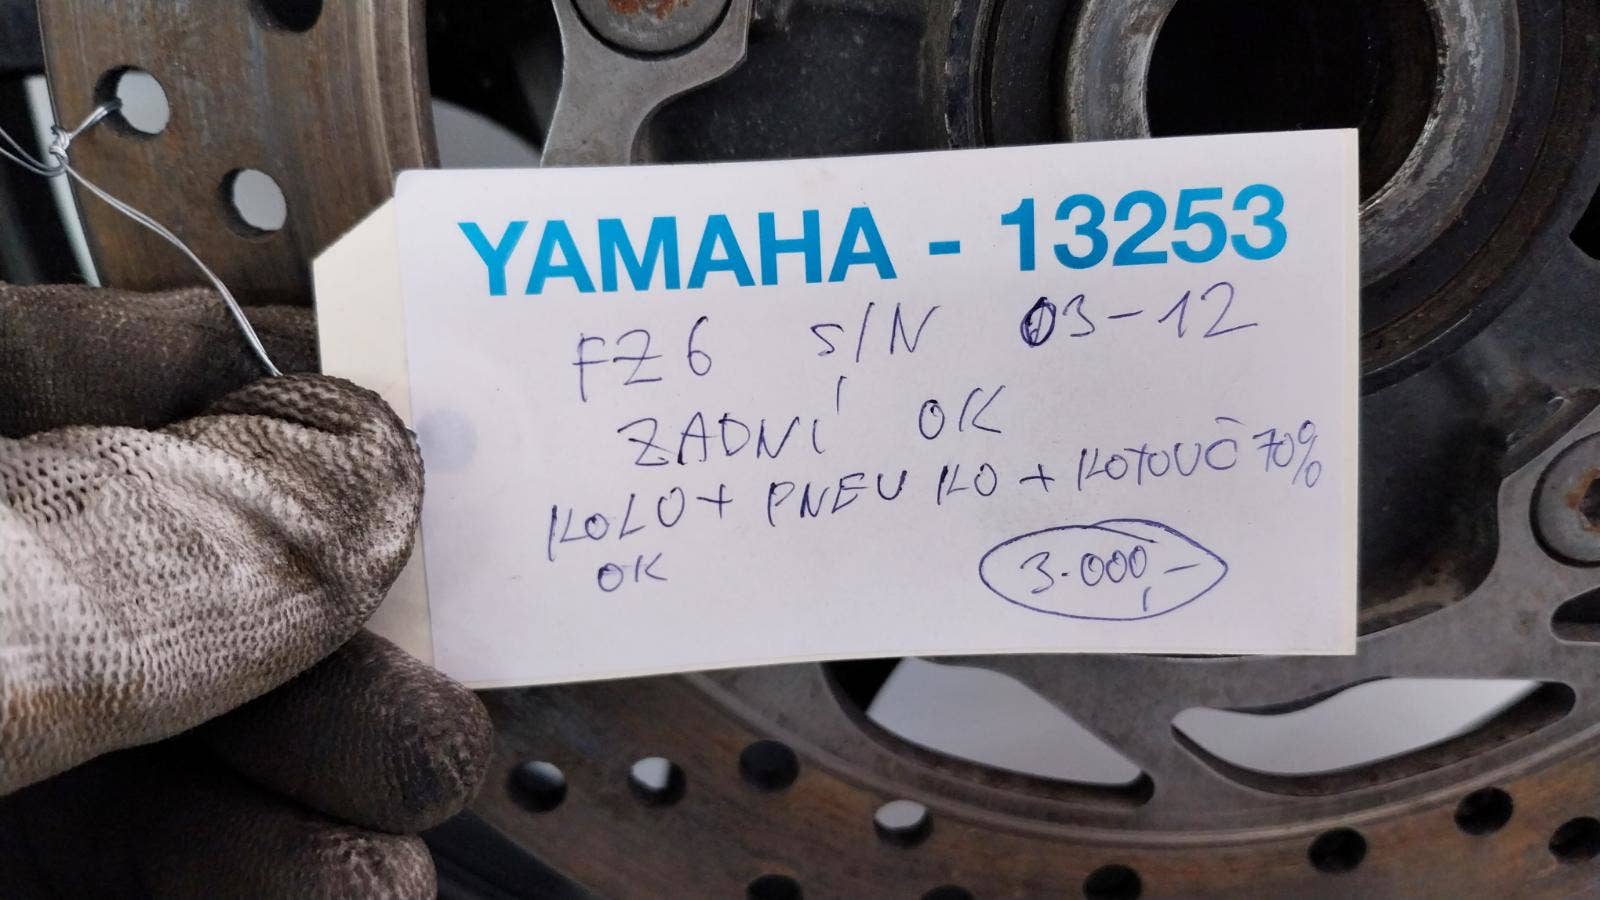 YAMAHA - 13253
FZ6 S/N 03-12
ZADNÍ OK
KOLO + PNEU KO + KOTOUČ 70%
OK
3.000,-